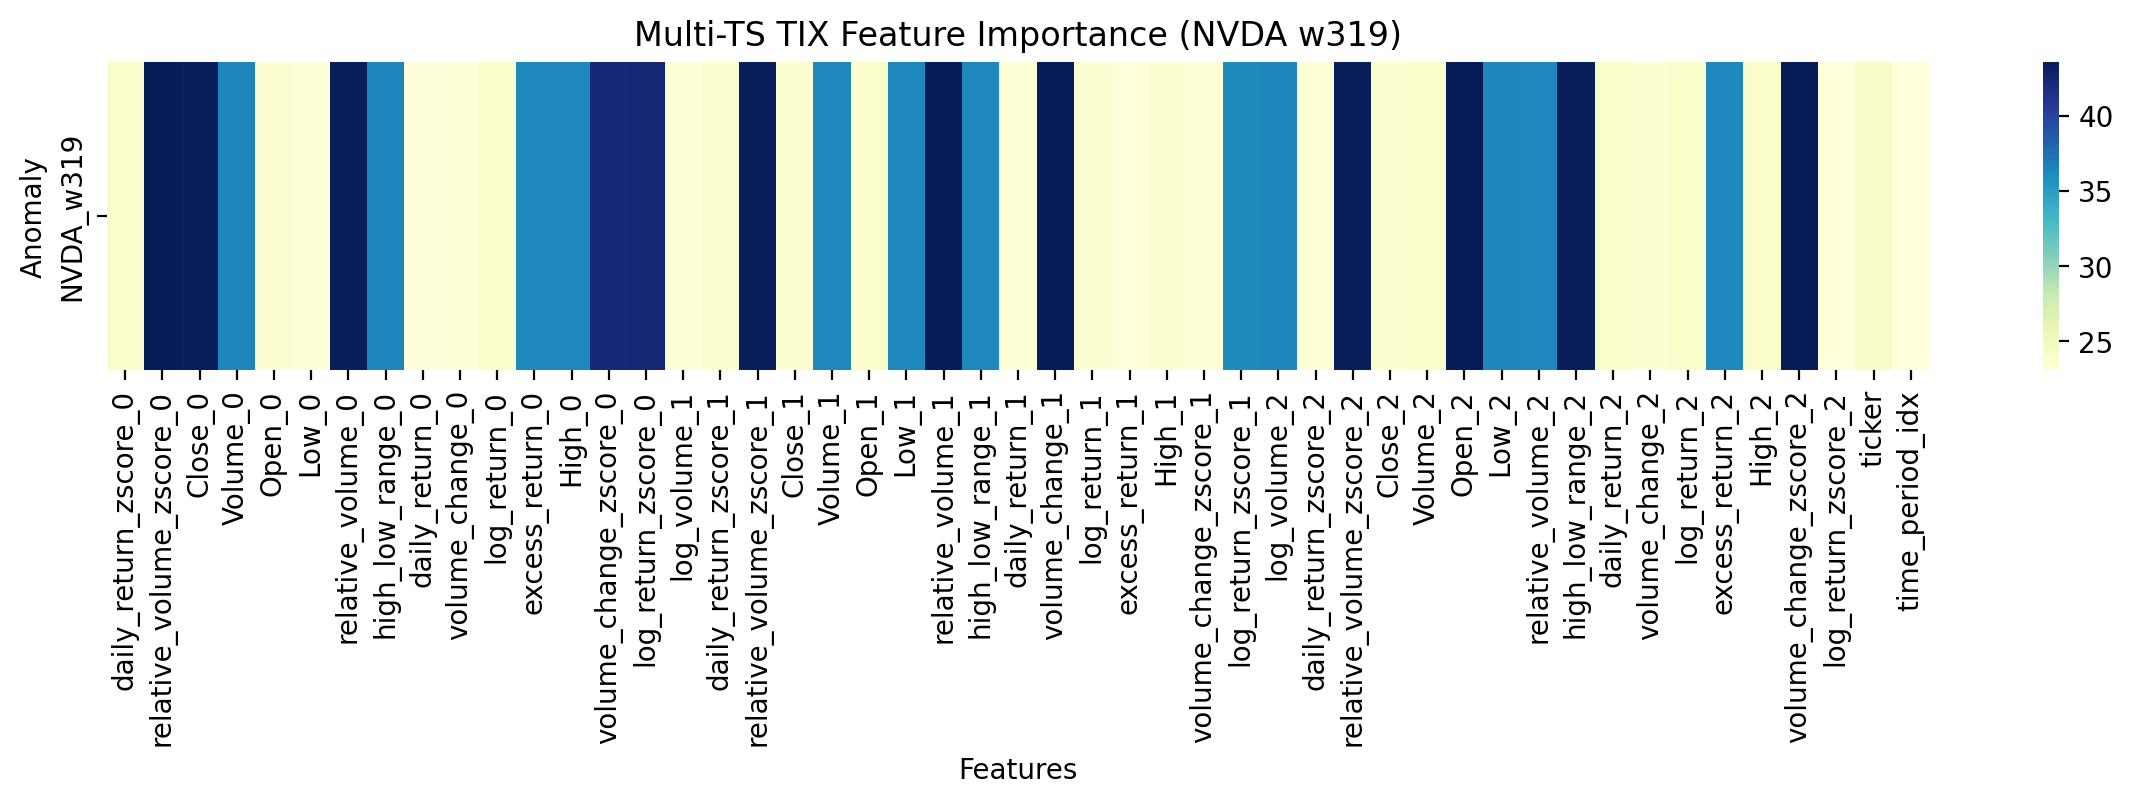 Multi-TS TIX Feature Importance (NVDA w319)
Anomaly
NVDA_w319
40
35
30
25
daily_return_zscore_0
relative_volume_zscore_0
Close_0
Volume_0
Open_0
Low_0
relative_volume_0
high_low_range_0
daily_return_0
volume_change_0
log_return_0
excess_return_0
High_0
volume_change_zscore_0
log_return_zscore_0
log_volume_1
daily_return_zscore_1
relative_volume_zscore_1
Close_1
Volume_1
Open_1
Low_1
relative_volume_1
high_low_range_1
daily_return_1
volume_change_1
log_return_1
excess_return_1
High_1
volume_change_zscore_1
log_return_zscore_1
log_volume_2
daily_return_zscore_2
relative_volume_zscore_2
Close_2
Volume_2
Open_2
Low_2
relative_volume_2
high_low_range_2
daily_return_2
volume_change_2
log_return_2
excess_return_2
High_2
volume_change_zscore_2
log_return_zscore_2
ticker
time_period_idx
Features